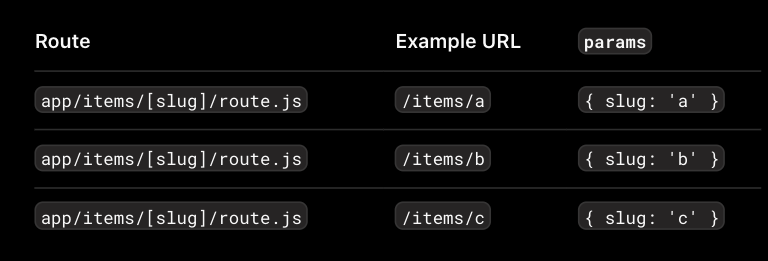 Route Example URL params
app/items/[slug]/route.js /items/a { slug: 'a' }
app/items/[slug]/route.js /items/b { slug: 'b' }
app/items/[slug]/route.js /items/c { slug: 'c' }